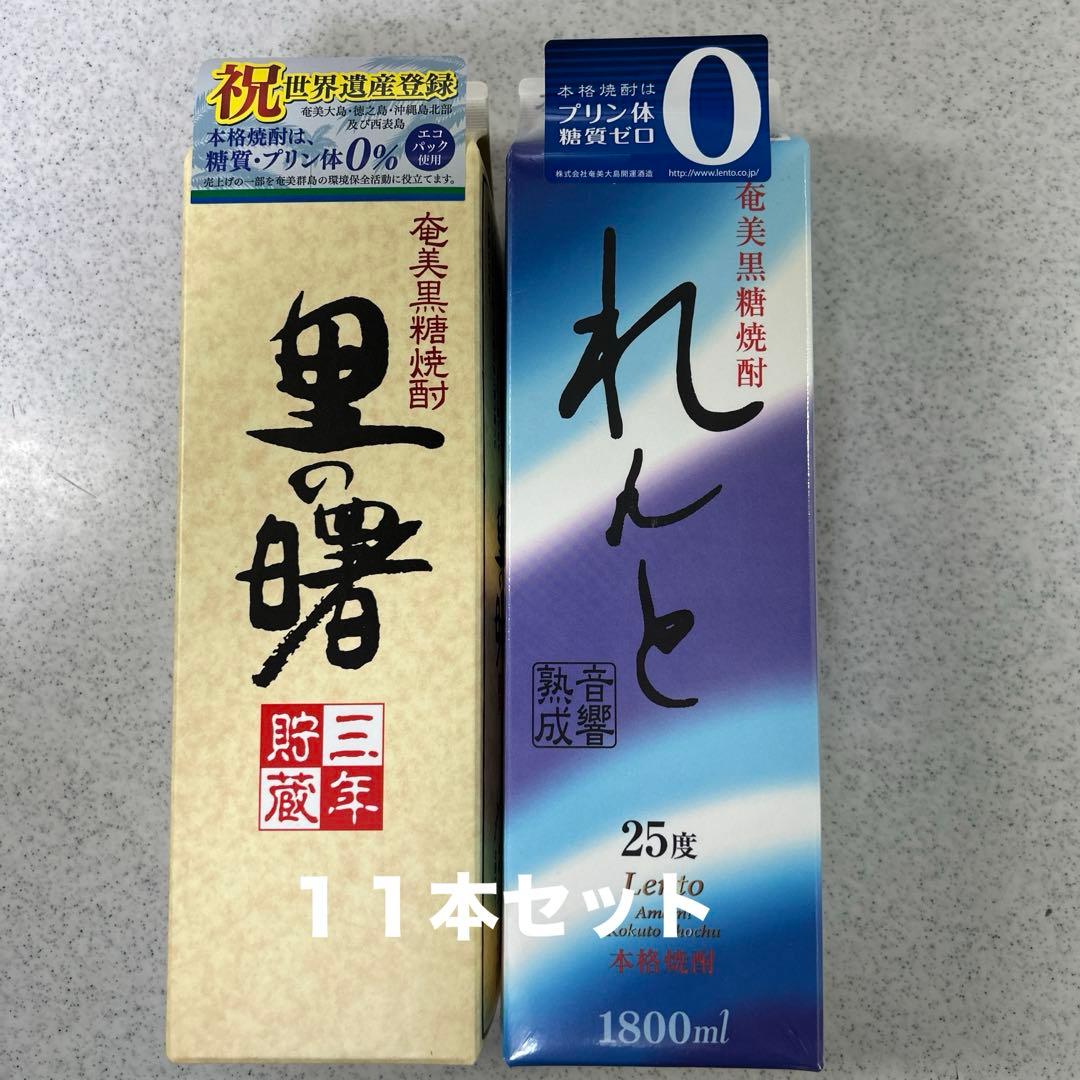 祝世界遺産登録
奄美大島・徳之島・沖縄島北部
及び西表島
本格焼酎は、
糖質・プリン体0%
エコ
パック
使用
売上げの一部を奄美群島の環境保全活動に役立てます。
奄美黒糖焼酎
里の曙
三年
貯蔵
本格焼酎は
プリン体
糖質ゼロ
0
株式会社奄美大島開運酒造
http://www.lento.co.jp/
奄美黒糖焼酎
れんと
音響
熟成
25度
Lento
Amami
Kokuto Shochu
本格焼酎
1800ml
11本セット